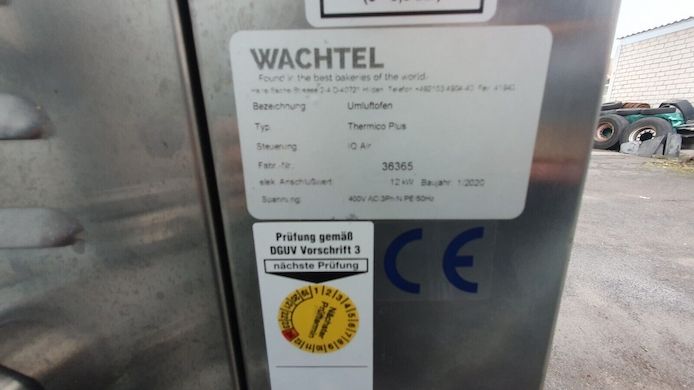 WACHTEL
Found in the best bakeries of the world.
Bezeichnung Umluftofen
Typ. Thermico Plus
Steuerung IQ Air
Fabr.-Nr. 36365
elek. Anschlußwert: 12 kW Baujahr: 1/2020
Spannung: 400V AC 3Ph N PE 50Hz
Prüfung gemäß
DGUV Vorschrift 3
nächste Prüfung
Nächster
Prüftermin
CE